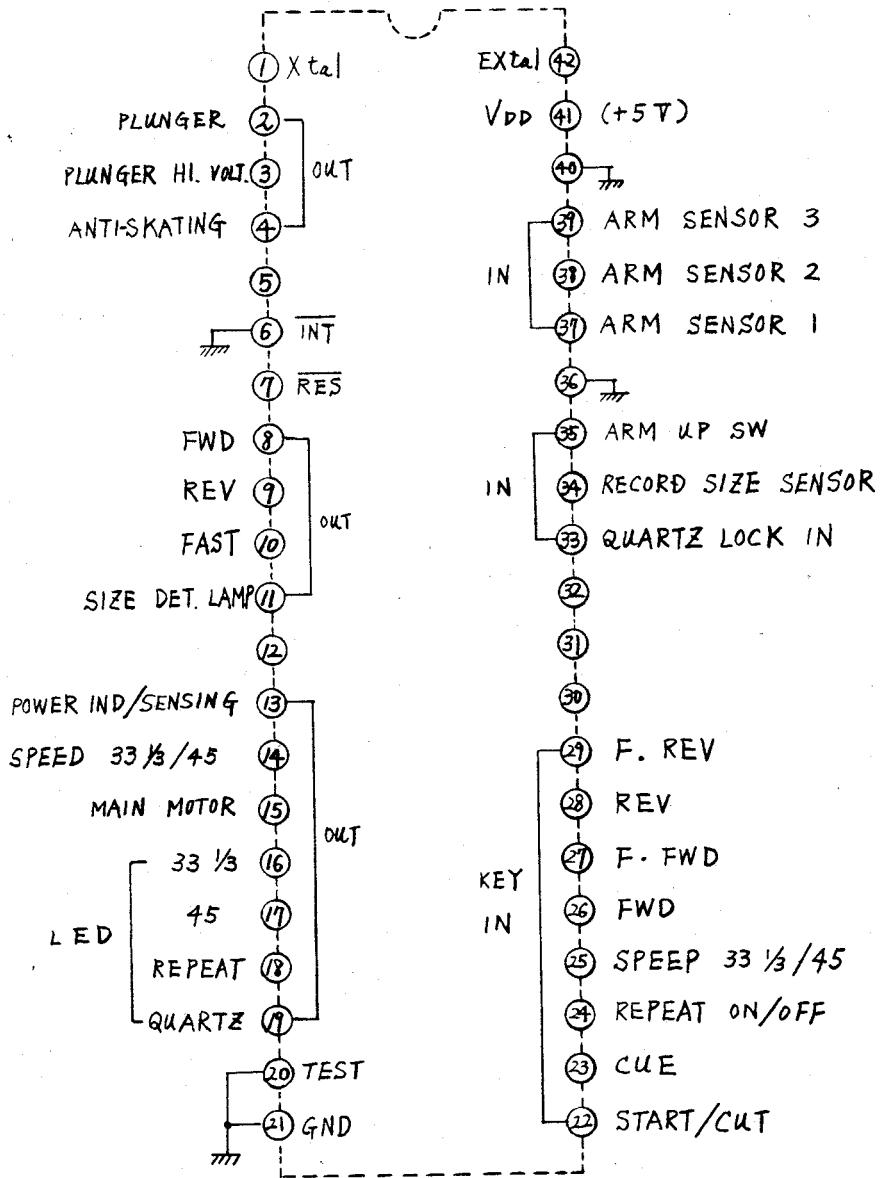 1 Xtal
PLUNGER 2
PLUNGER HI. VOLT. 3
OUT
ANTI-SKATING 4
5
6 INT
7 RES
FWD 8
REV 9
OUT
FAST 10
SIZE DET. LAMP 11
12
POWER IND/SENSING 13
SPEED 33 1/3/45 14
MAIN MOTOR 15
OUT
33 1/3 16
45 17
LED
REPEAT 18
QUARTZ 19
20 TEST
21 GND
EXtal 42
VDD 41 (+5V)
40
39 ARM SENSOR 3
IN
38 ARM SENSOR 2
37 ARM SENSOR 1
36
35 ARM UP SW
IN
34 RECORD SIZE SENSOR
33 QUARTZ LOCK IN
32
31
30
29 F. REV
28 REV
27 F. FWD
KEY
IN
26 FWD
25 SPEEP 33 1/3/45
24 REPEAT ON/OFF
23 CUE
22 START/CUT